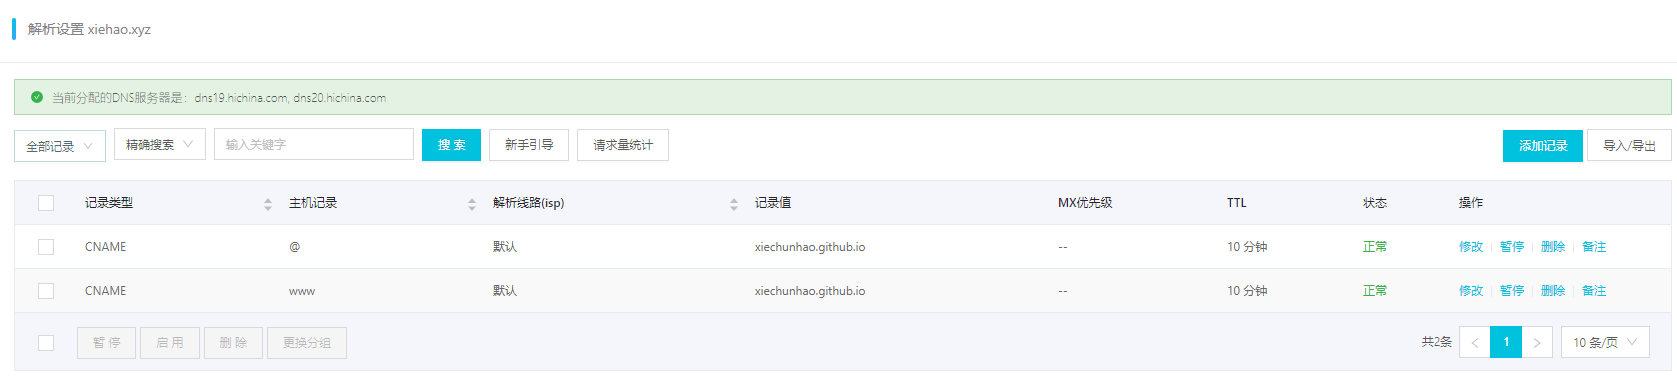 解析设置 xiehao.xyz
当前分配的DNS服务器是：dns19.hichina.com, dns20.hichina.com
全部记录 精确搜索 输入关键字 搜 索 新手引导 请求量统计 添加记录 导入/导出
记录类型 主机记录 解析线路(isp) 记录值 MX优先级 TTL 状态 操作
CNAME @ 默认 xiechunhao.github.io -- 10 分钟 正常 修改 暂停 删除 备注
CNAME www 默认 xiechunhao.github.io -- 10 分钟 正常 修改 暂停 删除 备注
暂 停 启 用 删 除 更换分组 共2条 < 1 > 10 条/页